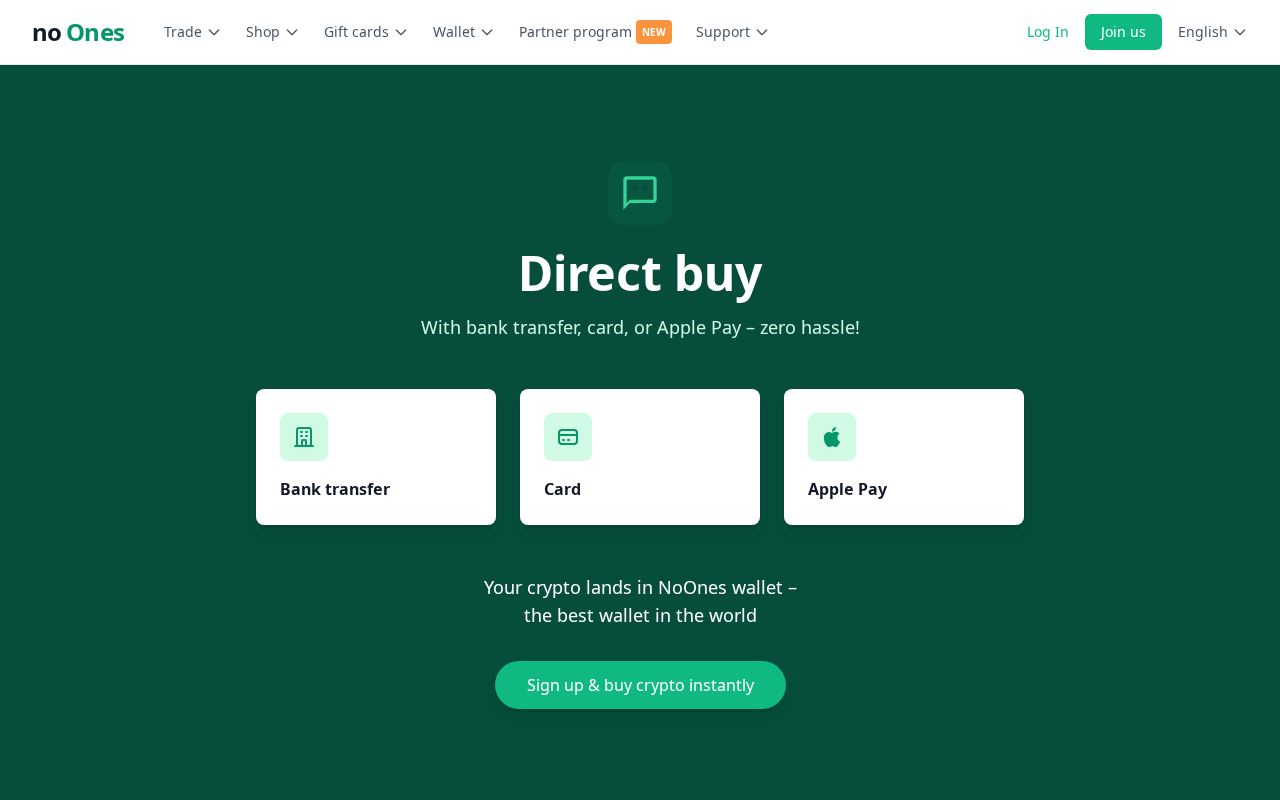 no Ones
Trade
Shop
Gift cards
Wallet
Partner program NEW
Support
Log In
Join us
English
Direct buy
With bank transfer, card, or Apple Pay – zero hassle!
Bank transfer
Card
Apple Pay
Your crypto lands in NoOnes wallet –
the best wallet in the world
Sign up & buy crypto instantly